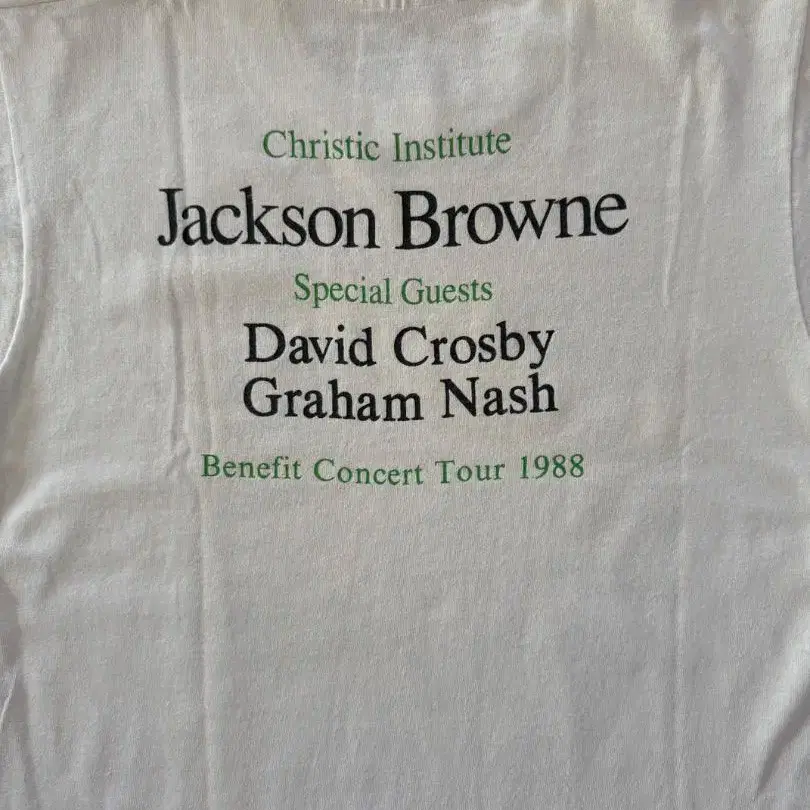 Christic Institute
Jackson Browne
Special Guests
David Crosby
Graham Nash
Benefit Concert Tour 1988